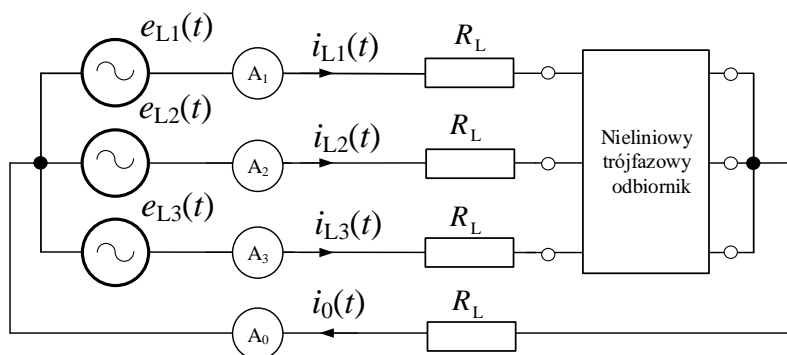 e_L1(t)
A_1
i_L1(t)
R_L
e_L2(t)
A_2
i_L2(t)
R_L
Nieliniowy
trójfazowy
odbiornik
e_L3(t)
A_3
i_L3(t)
R_L
A_0
i_0(t)
R_L